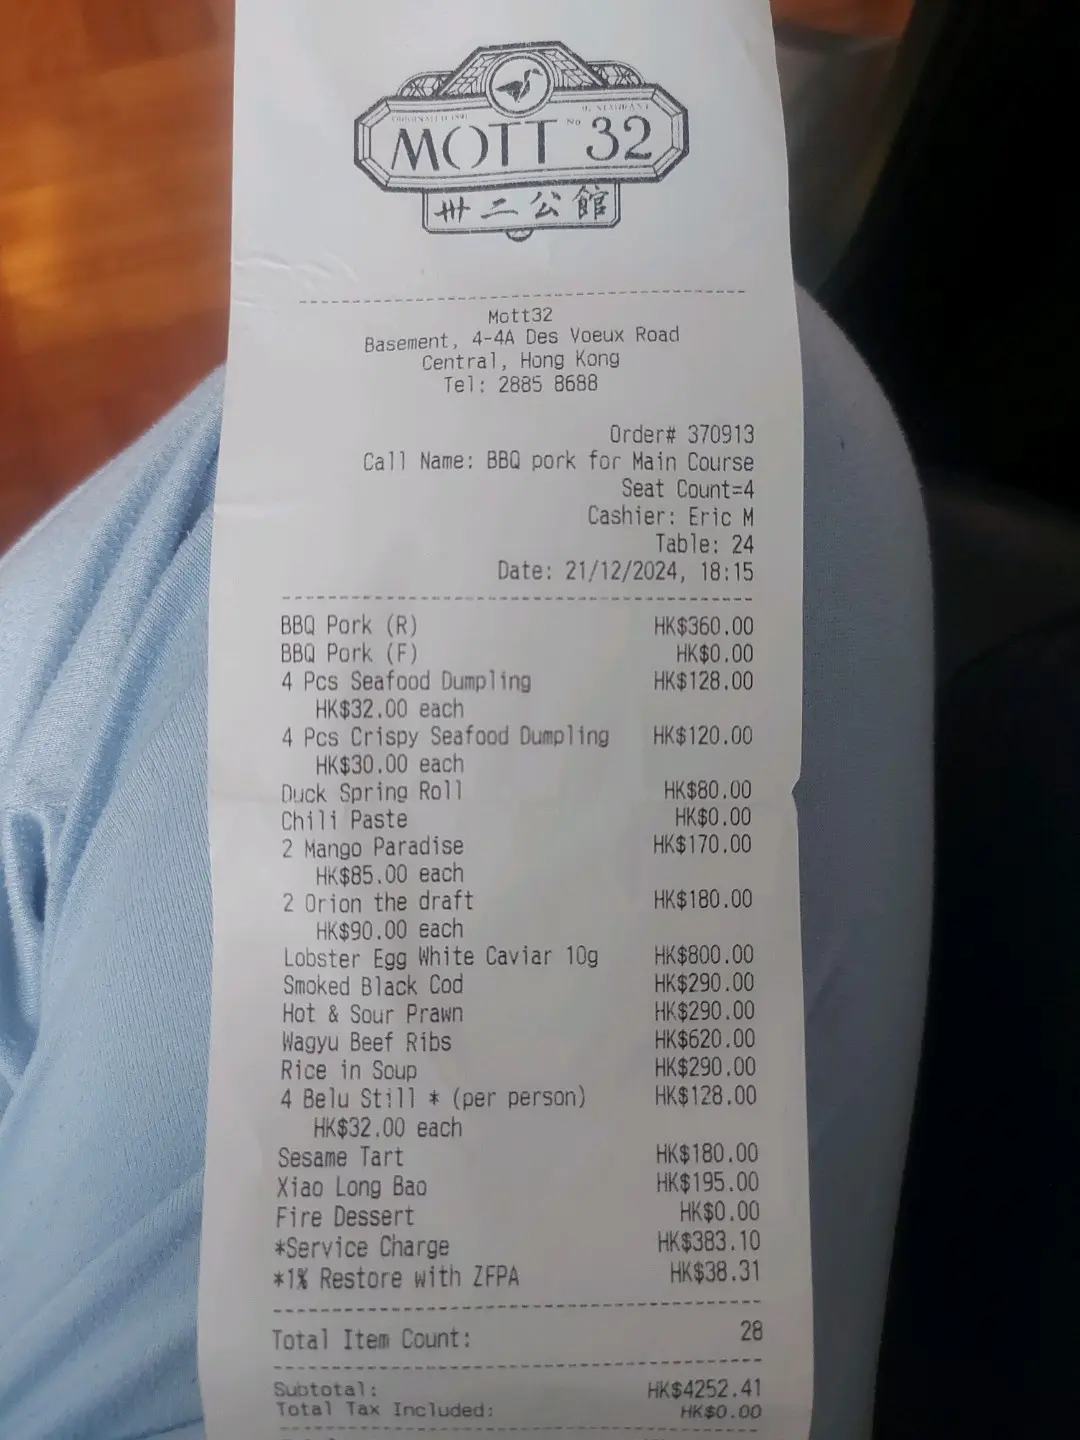 ORIGINATED 1891 RESTAURANT
MOTT No 32
卅二公館
Mott32
Basement, 4-4A Des Voeux Road
Central, Hong Kong
Tel: 2885 8688
Order# 370913
Call Name: BBQ pork for Main Course
Seat Count=4
Cashier: Eric M
Table: 24
Date: 21/12/2024, 18:15
BBQ Pork (R) HK$360.00
BBQ Pork (F) HK$0.00
4 Pcs Seafood Dumpling HK$128.00
HK$32.00 each
4 Pcs Crispy Seafood Dumpling HK$120.00
HK$30.00 each
Duck Spring Roll HK$80.00
Chili Paste HK$0.00
2 Mango Paradise HK$170.00
HK$85.00 each
2 Orion the draft HK$180.00
HK$90.00 each
Lobster Egg White Caviar 10g HK$800.00
Smoked Black Cod HK$290.00
Hot & Sour Prawn HK$290.00
Wagyu Beef Ribs HK$620.00
Rice in Soup HK$290.00
4 Belu Still * (per person) HK$128.00
HK$32.00 each
Sesame Tart HK$180.00
Xiao Long Bao HK$195.00
Fire Dessert HK$0.00
*Service Charge HK$383.10
*1% Restore with ZFPA HK$38.31
Total Item Count: 28
Subtotal: HK$4252.41
Total Tax Included: HK$0.00